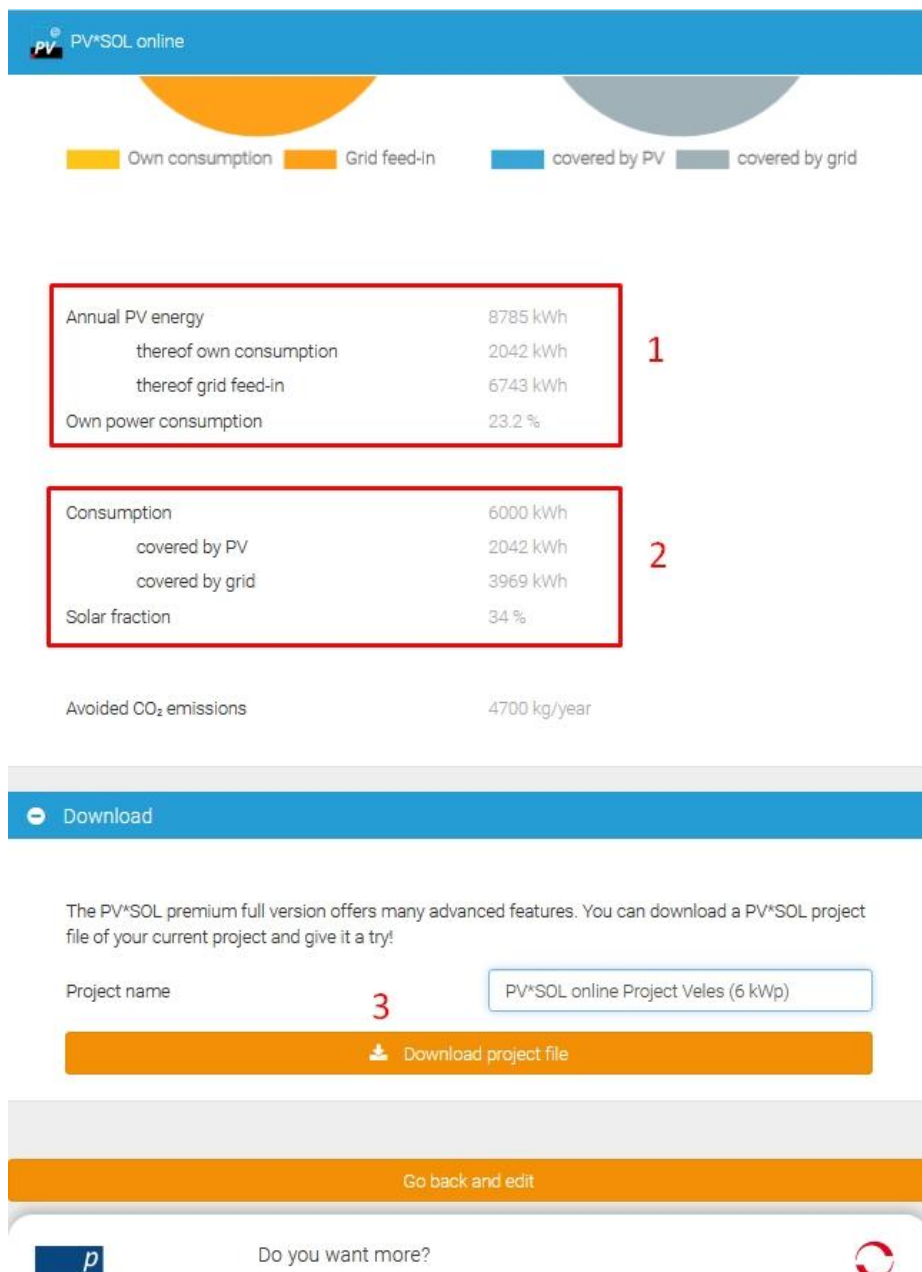 PV PV*SOL online
Own consumption Grid feed-in covered by PV covered by grid
Annual PV energy 8785 kWh
thereof own consumption 2042 kWh
thereof grid feed-in 6743 kWh
Own power consumption 23.2 %
1
Consumption 6000 kWh
covered by PV 2042 kWh
covered by grid 3969 kWh
Solar fraction 34 %
2
Avoided CO₂ emissions 4700 kg/year
Download
The PV*SOL premium full version offers many advanced features. You can download a PV*SOL project
file of your current project and give it a try!
Project name PV*SOL online Project Veles (6 kWp)
3
Download project file
Go back and edit
p Do you want more?